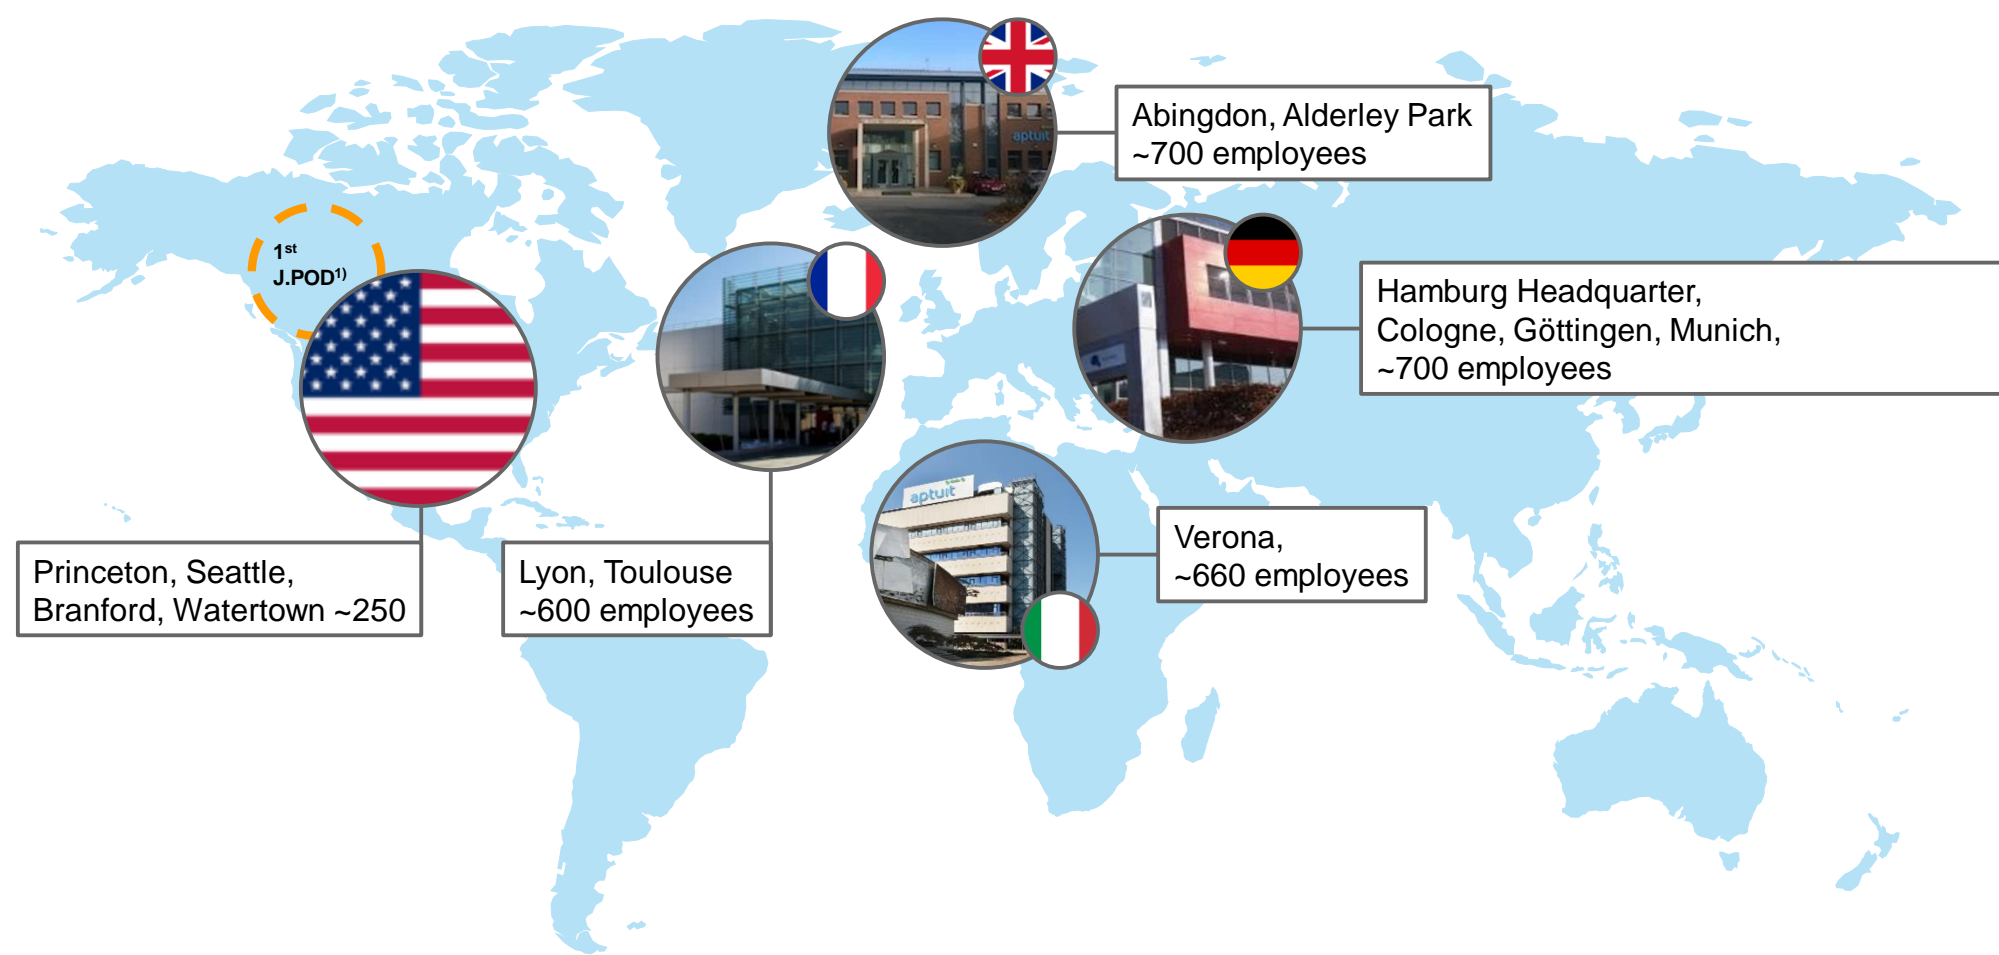 aptuit
Abingdon, Alderley Park
~700 employees
1st
J.POD1)
Hamburg Headquarter,
Cologne, Göttingen, Munich,
~700 employees
aptuit
Verona,
~660 employees
Princeton, Seattle,
Branford, Watertown ~250
Lyon, Toulouse
~600 employees